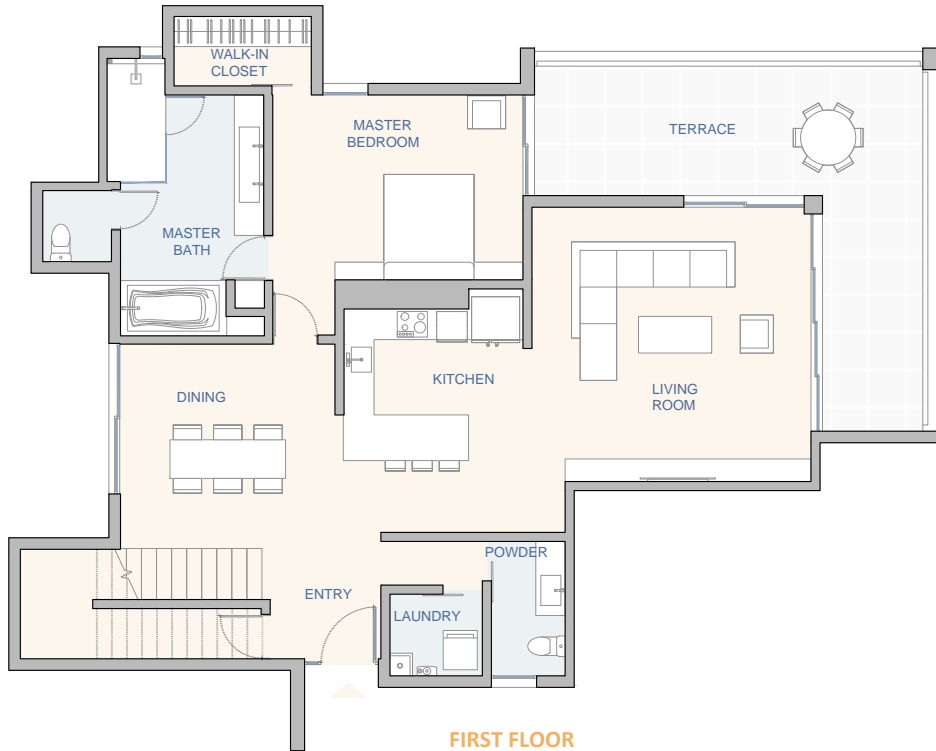 WALK-IN
CLOSET
MASTER
BEDROOM
TERRACE
MASTER
BATH
KITCHEN
DINING
LIVING
ROOM
POWDER
ENTRY
LAUNDRY
FIRST FLOOR